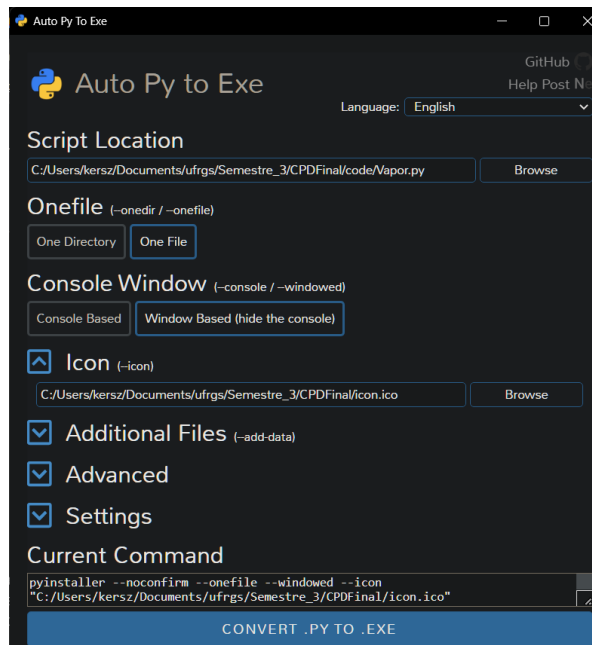 Auto Py To Exe
GitHub
Auto Py to Exe
Help Post
Language: English
Script Location
C:/Users/kersz/Documents/ufrgs/Semestre_3/CPDFinal/code/Vapor.py Browse
Onefile (--onedir / --onefile)
One Directory One File
Console Window (--console / --windowed)
Console Based Window Based (hide the console)
Icon (--icon)
C:/Users/kersz/Documents/ufrgs/Semestre_3/CPDFinal/icon.ico Browse
Additional Files (--add-data)
Advanced
Settings
Current Command
pyinstaller --noconfirm --onefile --windowed --icon
"C:/Users/kersz/Documents/ufrgs/Semestre_3/CPDFinal/icon.ico"
CONVERT .PY TO .EXE